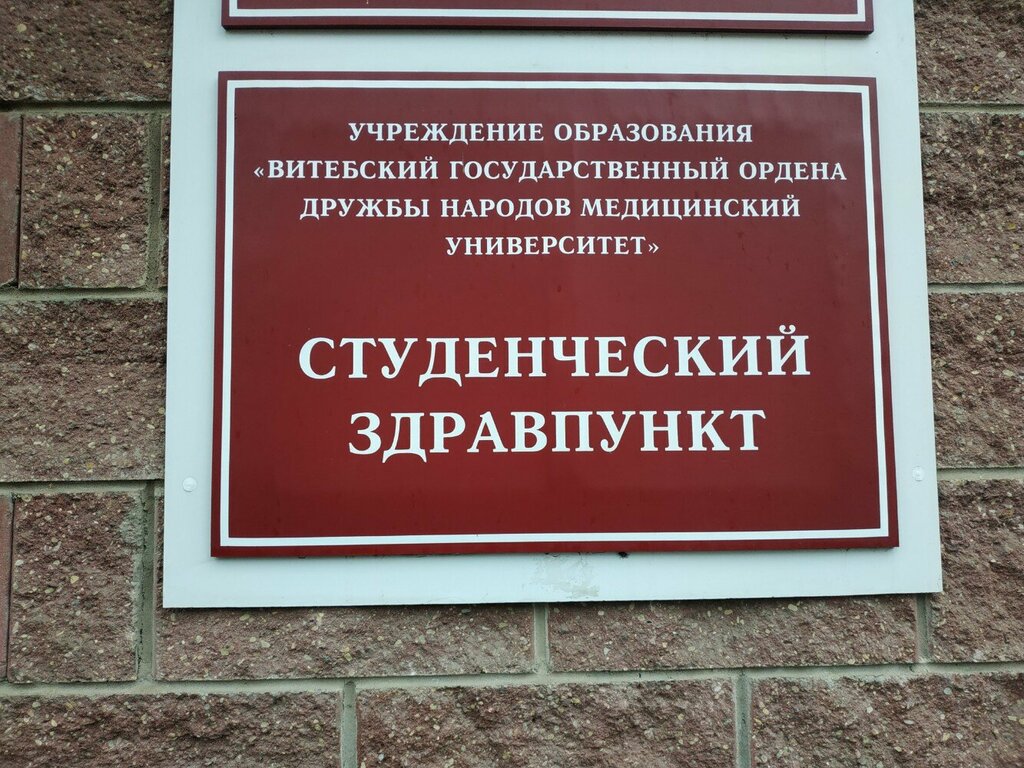 УЧРЕЖДЕНИЕ ОБРАЗОВАНИЯ
«ВИТЕБСКИЙ ГОСУДАРСТВЕННЫЙ ОРДЕНА
ДРУЖБЫ НАРОДОВ МЕДИЦИНСКИЙ
УНИВЕРСИТЕТ»
СТУДЕНЧЕСКИЙ
ЗДРАВПУНКТ